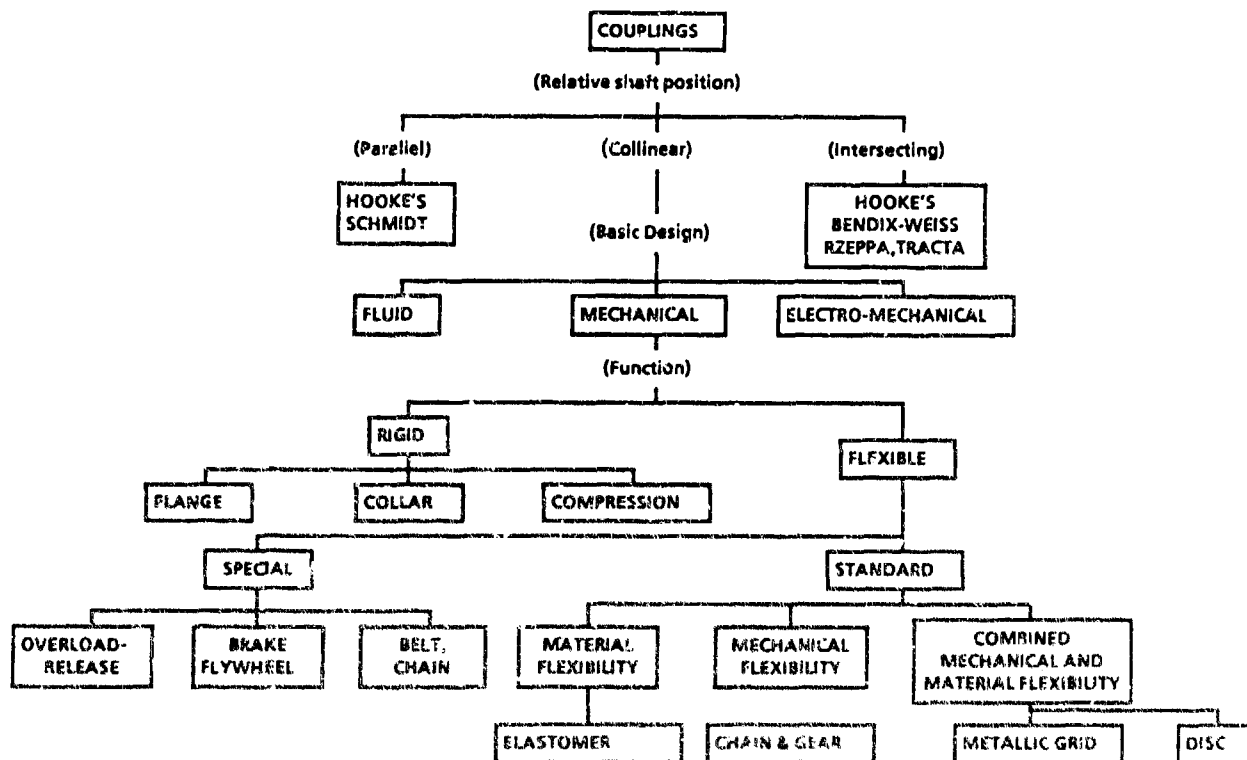 COUPLINGS
(Relative shaft position)
(Parallel)
(Collinear)
(Intersecting)
HOOKE'S
SCHMIDT
HOOKE'S
BENDIX-WEISS
RZEPPA,TRACTA
(Basic Design)
FLUID
MECHANICAL
ELECTRO-MECHANICAL
(Function)
RIGID
FLEXIBLE
FLANGE
COLLAR
COMPRESSION
SPECIAL
STANDARD
OVERLOAD-
RELEASE
BRAKE
FLYWHEEL
BELT,
CHAIN
MATERIAL
FLEXIBILITY
MECHANICAL
FLEXIBILITY
COMBINED
MECHANICAL AND
MATERIAL FLEXIBIUTY
ELASTOMER
CHAIN & GEAR
METALLIC GRID
DISC